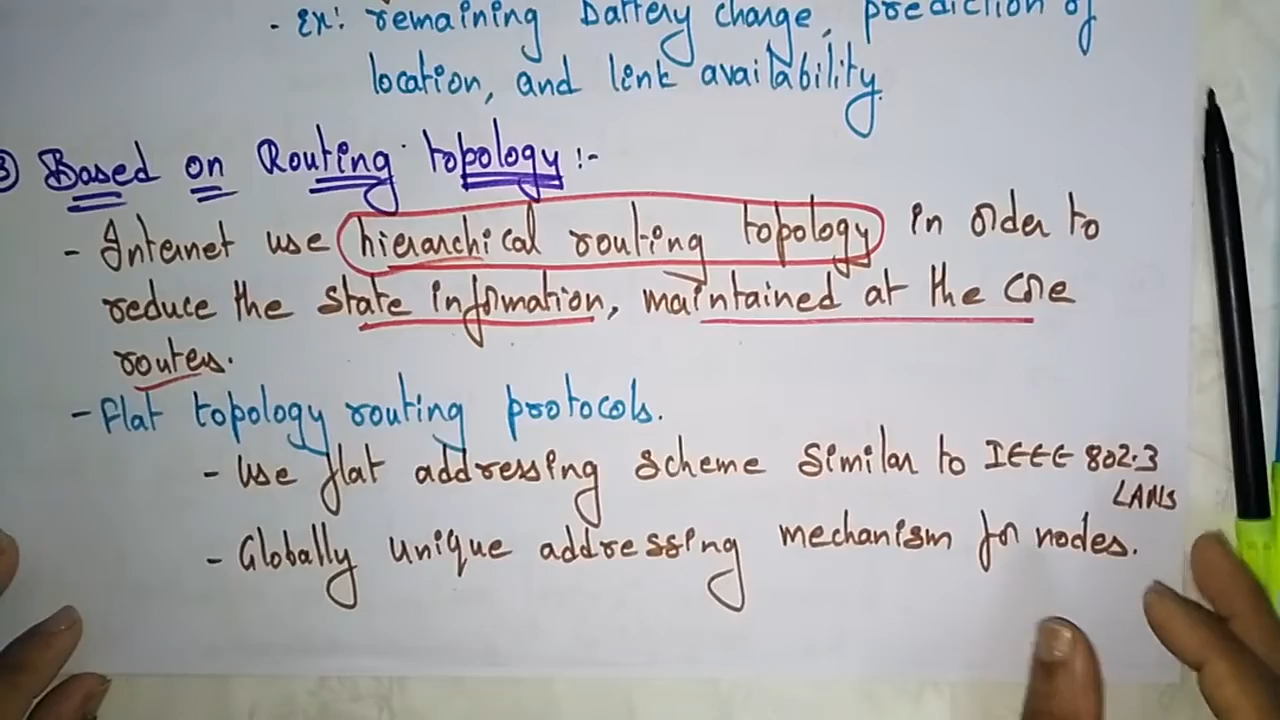 - Ex: remaining battery charge, prediction of
location, and link availability.
3) Based on Routing topology :-
- Internet use hierarchical routing topology in order to
reduce the state information, maintained at the core
routes.
- Flat topology routing protocols.
- Use flat addressing scheme similar to IEEE 802.3
LANs
- Globally unique addressing mechanism for nodes.